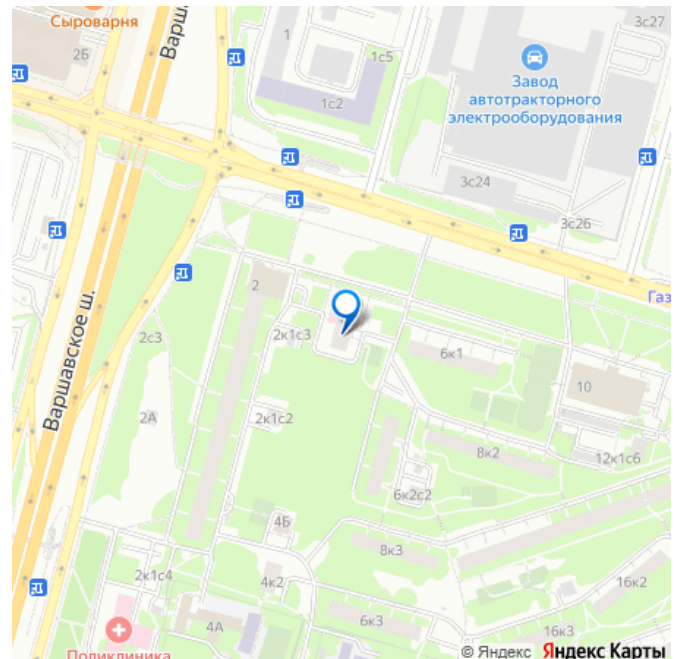 Сыроварня
2Б
Варш
1
1с5
1с2
3с27
Завод
автотракторного
электрооборудования
3с24
3с26
Газ
2
2к1с3
2с3
Варшавское ш.
6к1
10
2А
2к1с2
8к2
12к1с6
6к2с2
4Б
8к3
2к1с4
4к2
16к2
4А
6к3
16к3
Поликлиника
© Яндекс Яндекс Карты